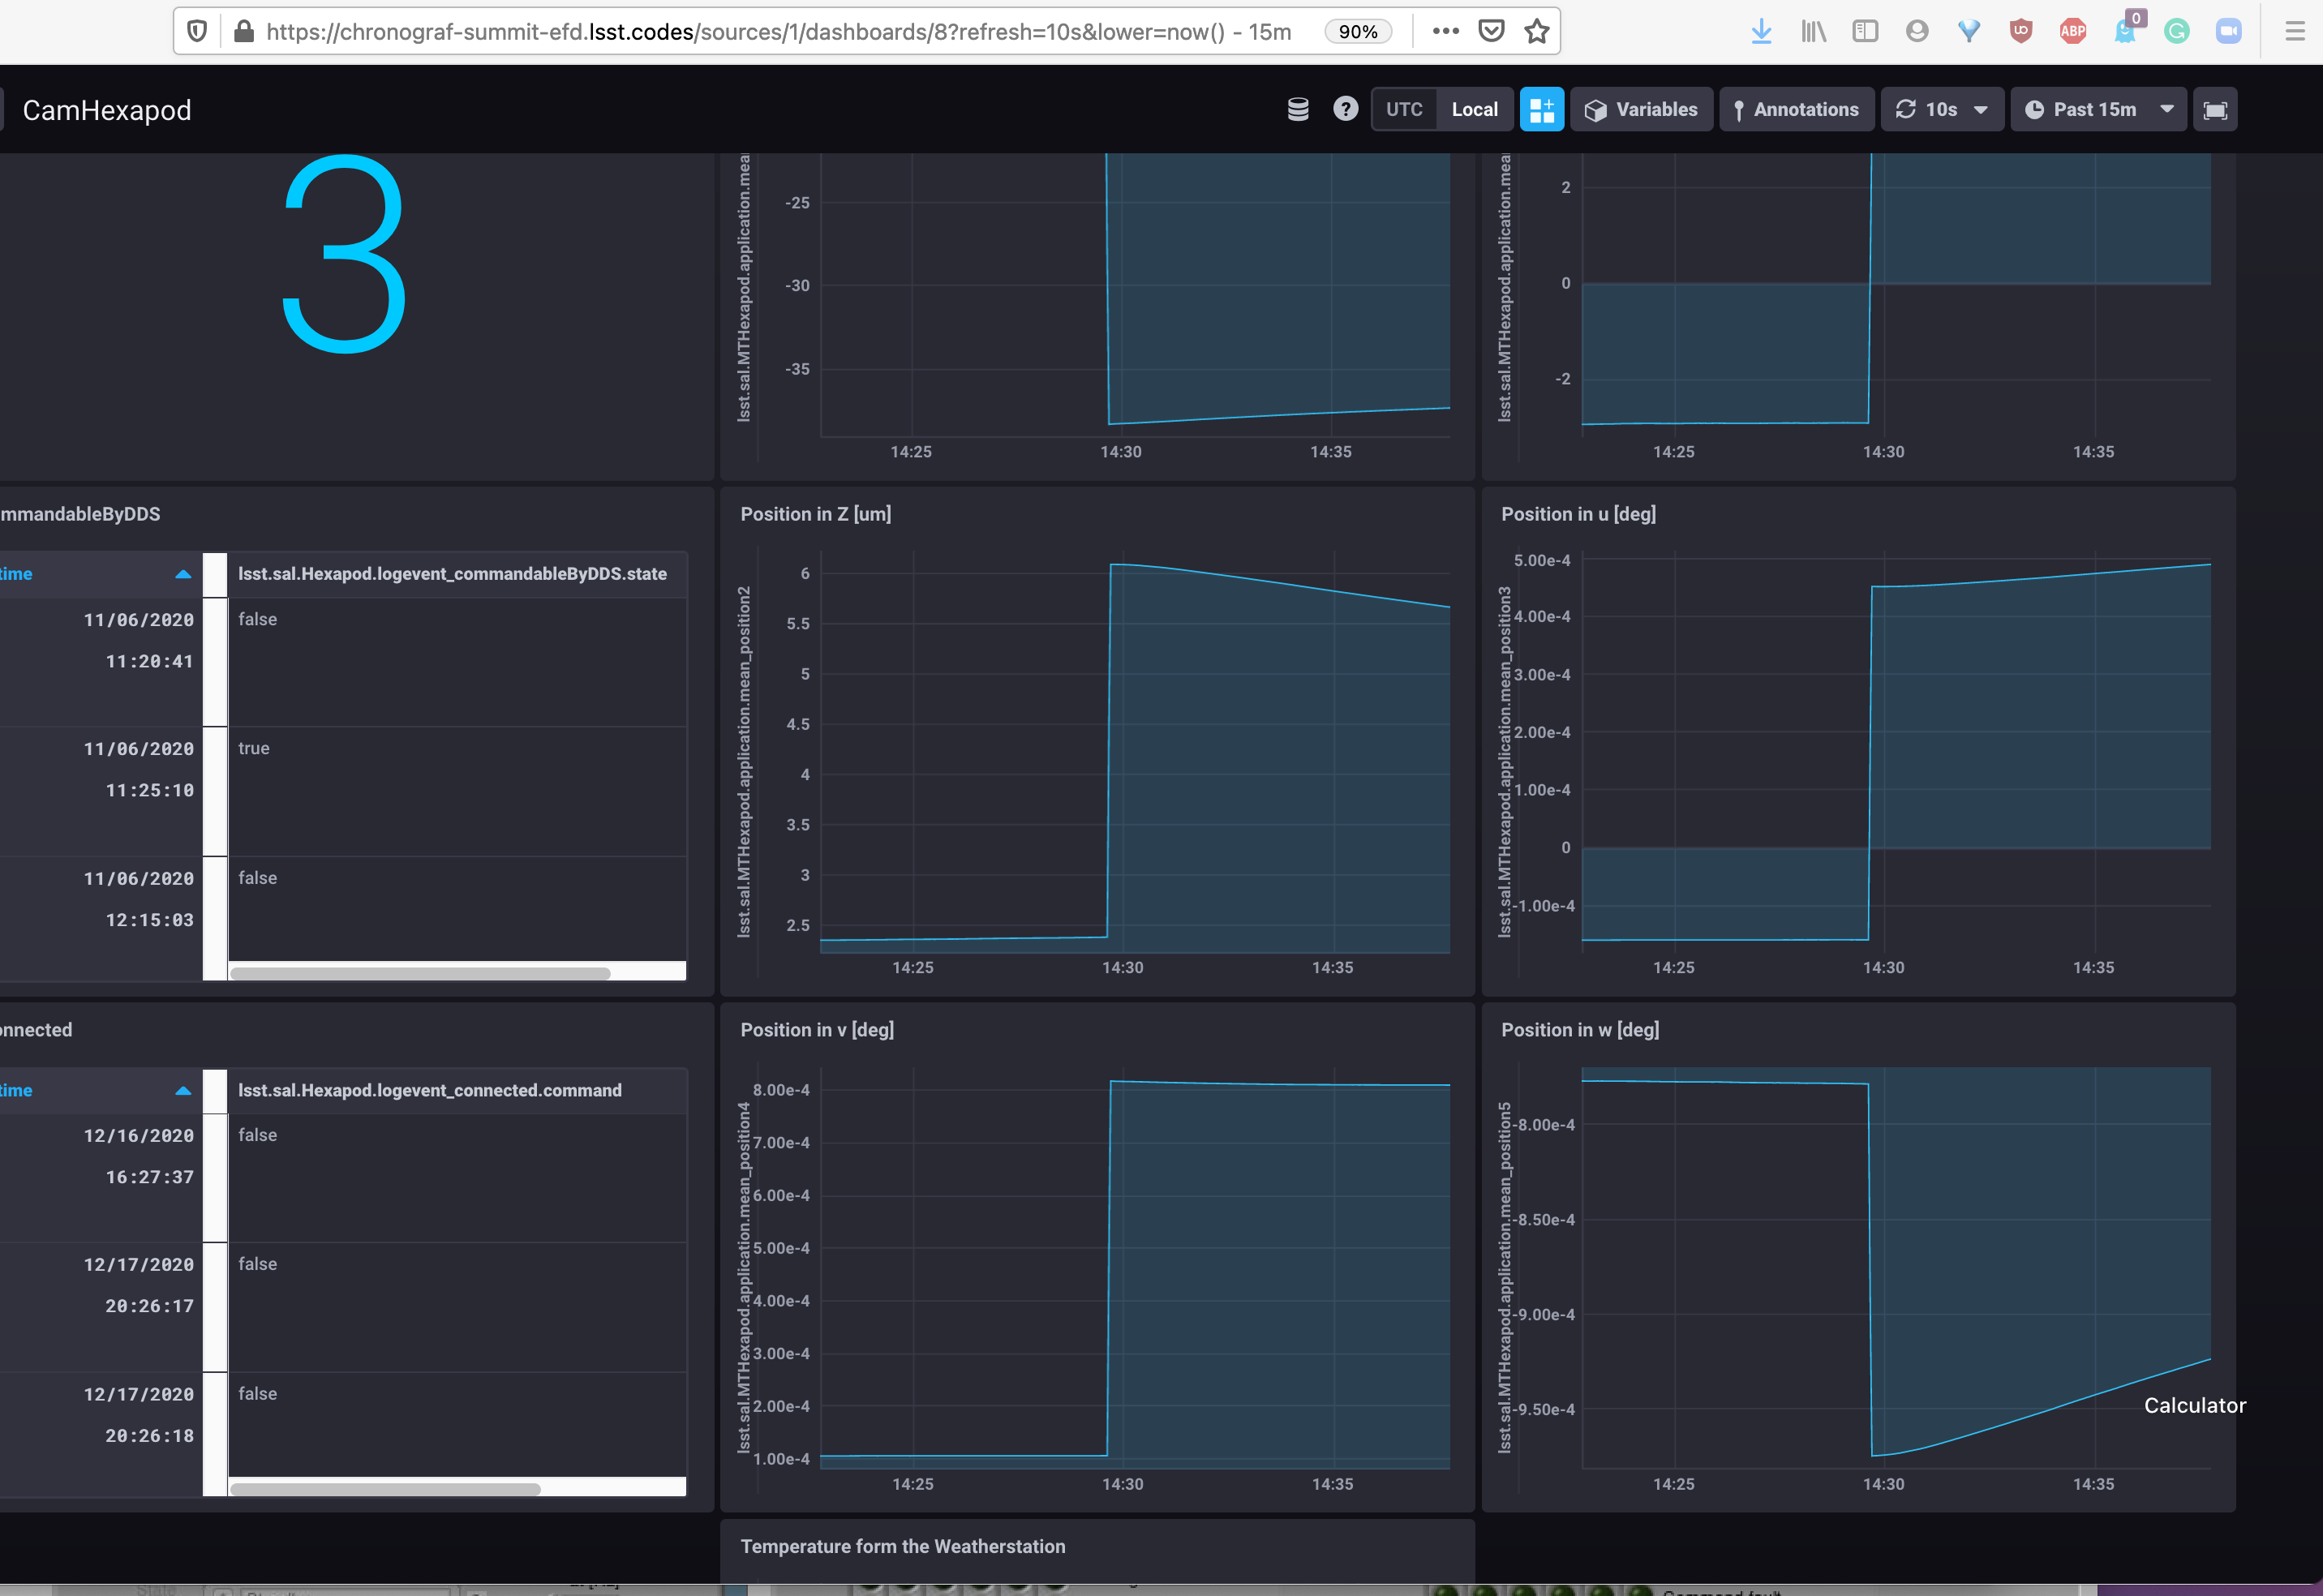 https://chronograf-summit-efd.lsst.codes/sources/1/dashboards/8?refresh=10s&lower=now() - 15m
90%
0
CamHexapod
UTC
Local
Variables
Annotations
10s
Past 15m
3
lsst.sal.MTHexapod.application.mea
-25
-30
-35
14:25
14:30
14:35
lsst.sal.MTHexapod.application.mea
2
0
-2
14:25
14:30
14:35
mmandableByDDS
time
lsst.sal.Hexapod.logevent_commandableByDDS.state
11/06/2020
11:20:41
false
11/06/2020
11:25:10
true
11/06/2020
12:15:03
false
Position in Z [um]
lsst.sal.MTHexapod.application.mean_position2
6
5.5
5
4.5
4
3.5
3
2.5
14:25
14:30
14:35
Position in u [deg]
lsst.sal.MTHexapod.application.mean_position3
5.00e-4
4.00e-4
3.00e-4
2.00e-4
1.00e-4
0
-1.00e-4
14:25
14:30
14:35
onnected
time
lsst.sal.Hexapod.logevent_connected.command
12/16/2020
16:27:37
false
12/17/2020
20:26:17
false
12/17/2020
20:26:18
false
Position in v [deg]
lsst.sal.MTHexapod.application.mean_position4
8.00e-4
7.00e-4
6.00e-4
5.00e-4
4.00e-4
3.00e-4
2.00e-4
1.00e-4
14:25
14:30
14:35
Position in w [deg]
lsst.sal.MTHexapod.application.mean_position5
-8.00e-4
-8.50e-4
-9.00e-4
-9.50e-4
14:25
14:30
14:35
Calculator
Temperature form the Weatherstation
State